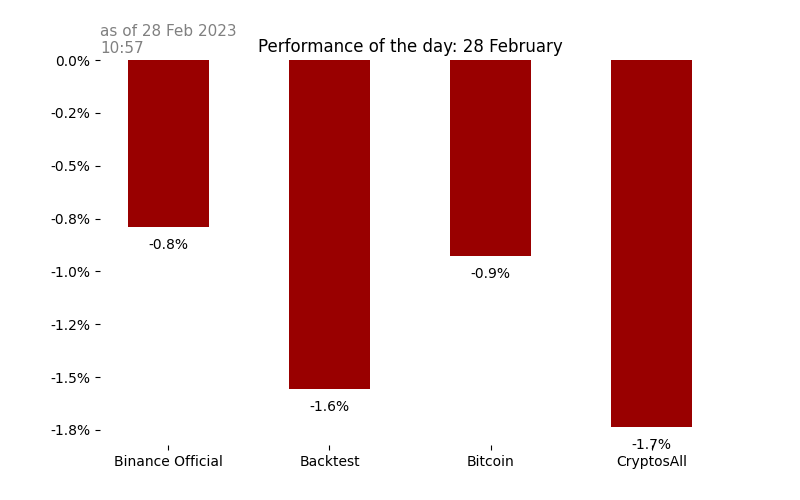 as of 28 Feb 2023
10:57
Performance of the day: 28 February
0.0%
-0.2%
-0.5%
-0.8%
-1.0%
-1.2%
-1.5%
-1.8%
-0.8%
-1.6%
-0.9%
-1.7%
Binance Official
Backtest
Bitcoin
CryptosAll